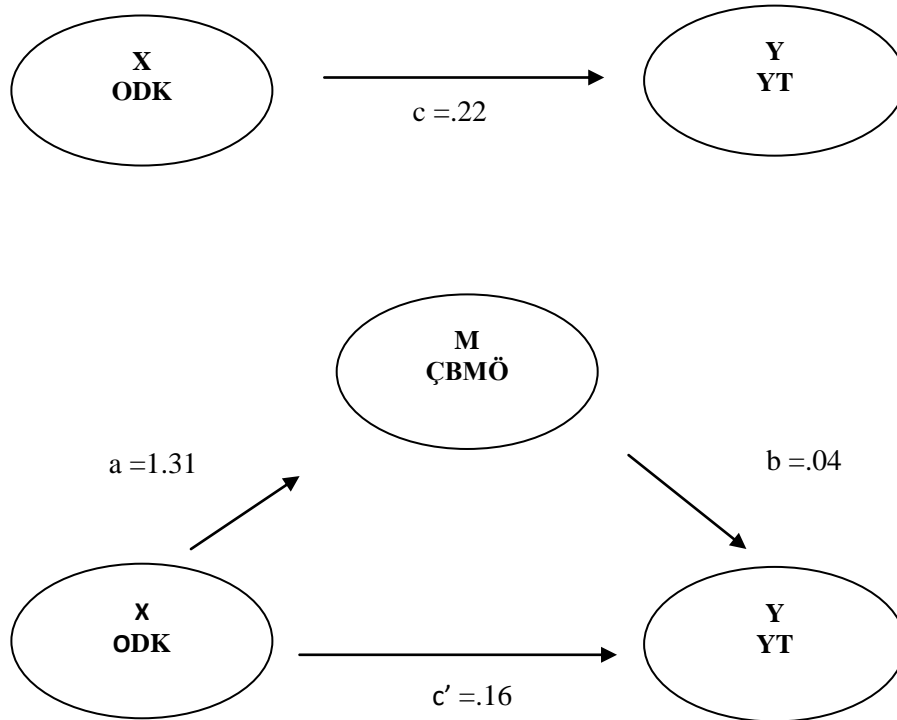 X
ODK
Y
YT
c =.22
M
ÇBMÖ
a =1.31
b =.04
X
ODK
Y
YT
c’ =.16